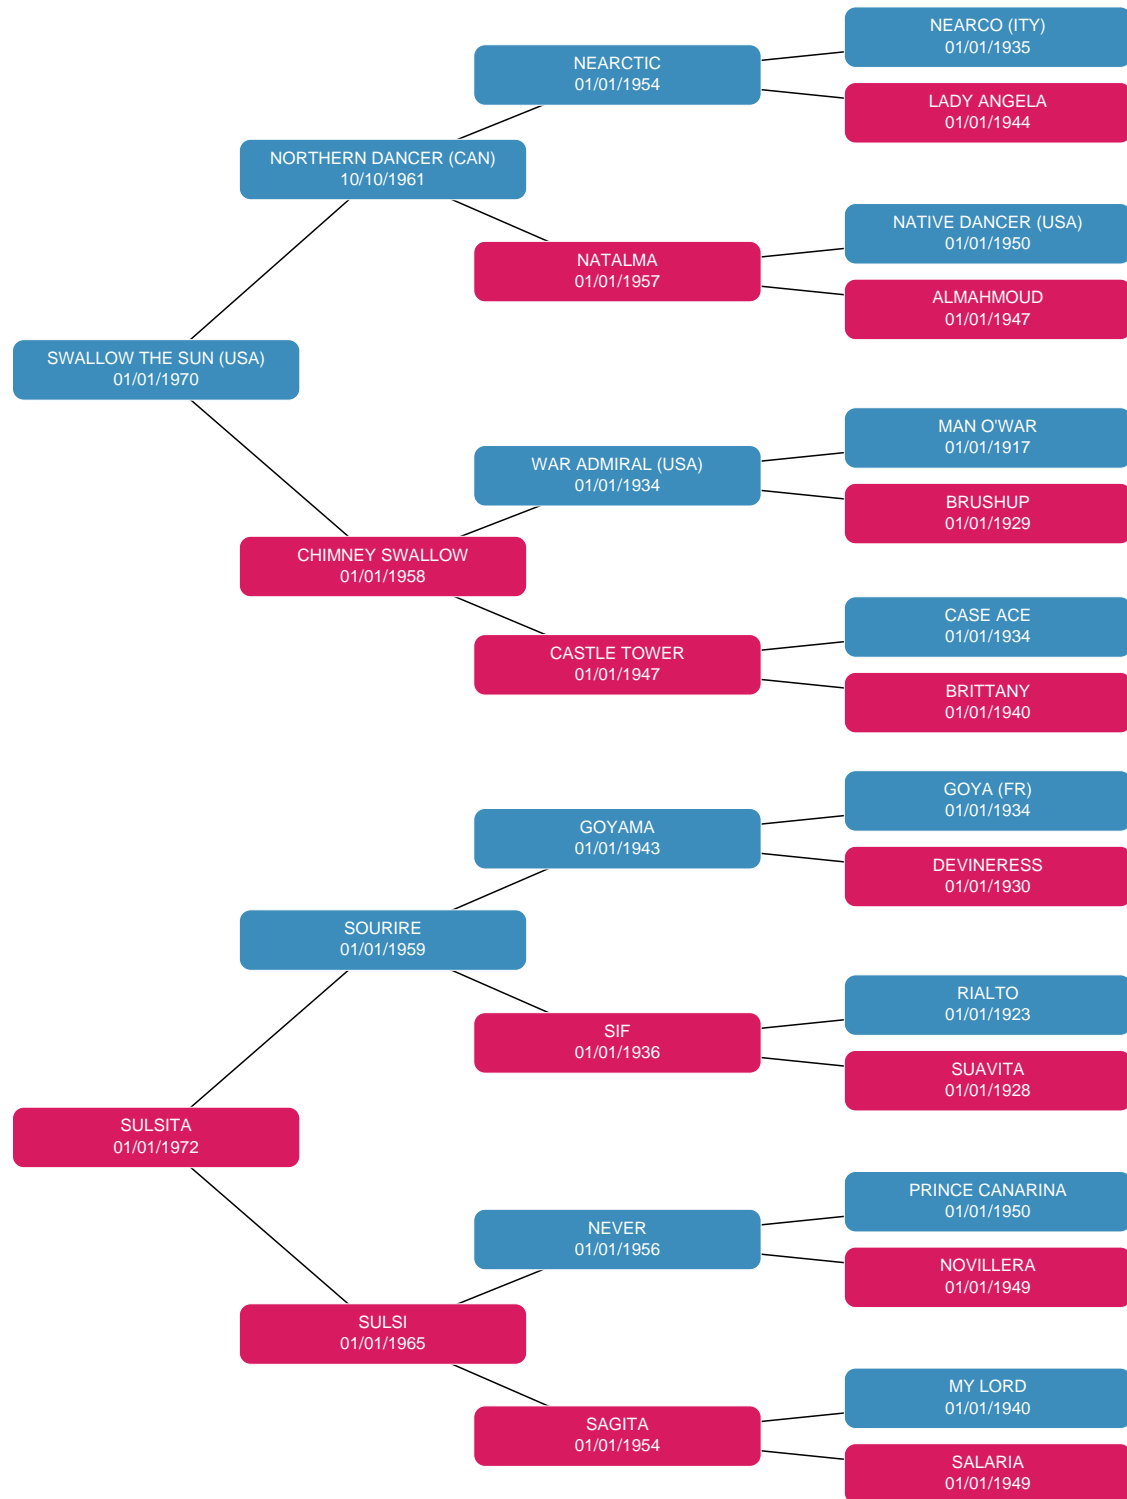 NEARCO (ITY)
01/01/1935
NEARCTIC
01/01/1954
LADY ANGELA
01/01/1944
NORTHERN DANCER (CAN)
10/10/1961
NATIVE DANCER (USA)
01/01/1950
NATALMA
01/01/1957
ALMAHMOUD
01/01/1947
SWALLOW THE SUN (USA)
01/01/1970
MAN O'WAR
01/01/1917
WAR ADMIRAL (USA)
01/01/1934
BRUSHUP
01/01/1929
CHIMNEY SWALLOW
01/01/1958
CASE ACE
01/01/1934
CASTLE TOWER
01/01/1947
BRITTANY
01/01/1940
GOYA (FR)
01/01/1934
GOYAMA
01/01/1943
DEVINERESS
01/01/1930
SOURIRE
01/01/1959
RIALTO
01/01/1923
SIF
01/01/1936
SUAVITA
01/01/1928
SULSITA
01/01/1972
PRINCE CANARINA
01/01/1950
NEVER
01/01/1956
NOVILLERA
01/01/1949
SULSI
01/01/1965
MY LORD
01/01/1940
SAGITA
01/01/1954
SALARIA
01/01/1949